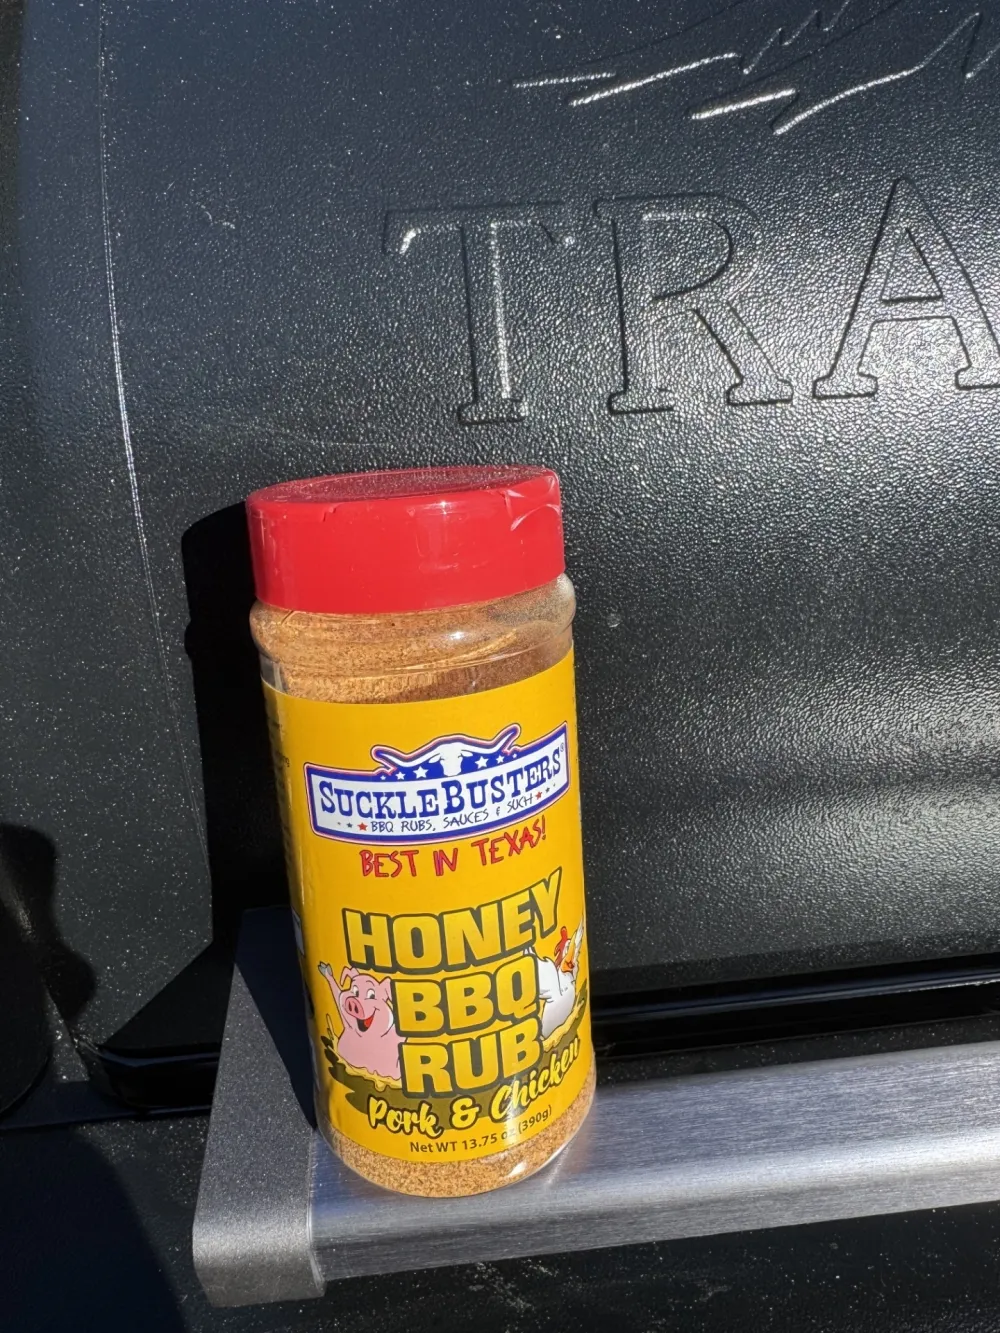 TRA
SUCKLEBUSTERS®
BBQ RUBS, SAUCES & SUCH
BEST IN TEXAS!
HONEY
BBQ
RUB
Pork & Chicken
Net WT 13.75 oz (390g)